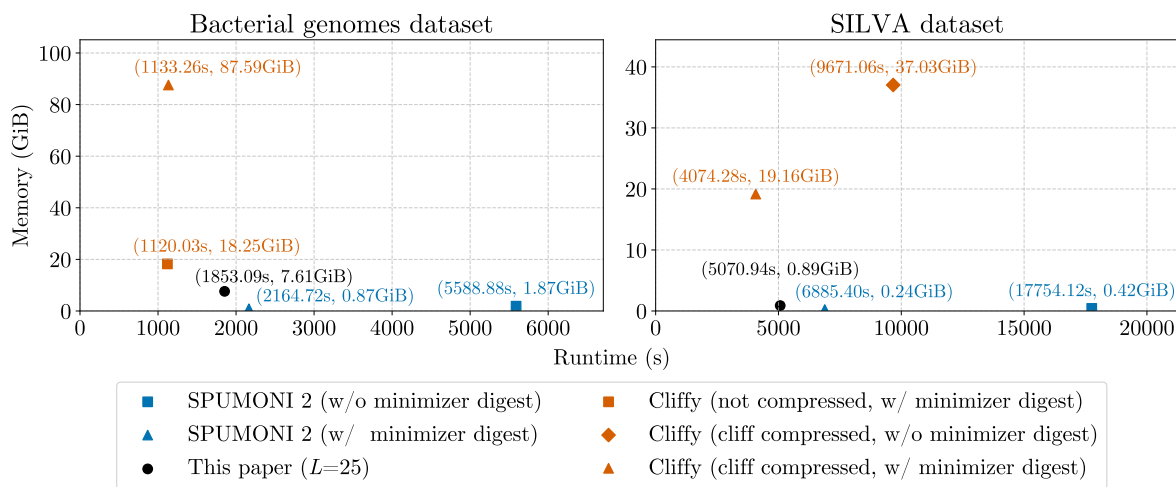 Bacterial genomes dataset
SILVA dataset
Memory (GiB)
100
80
60
40
20
0
(1133.26s, 87.59GiB)
(1120.03s, 18.25GiB)
(1853.09s, 7.61GiB)
(2164.72s, 0.87GiB)
(5588.88s, 1.87GiB)
0 1000 2000 3000 4000 5000 6000
40
30
20
10
0
(9671.06s, 37.03GiB)
(4074.28s, 19.16GiB)
(5070.94s, 0.89GiB)
(6885.40s, 0.24GiB)
(17754.12s, 0.42GiB)
0 5000 10000 15000 20000
Runtime (s)
SPUMONI 2 (w/o minimizer digest)
SPUMONI 2 (w/ minimizer digest)
This paper (L=25)
Cliffy (not compressed, w/ minimizer digest)
Cliffy (cliff compressed, w/o minimizer digest)
Cliffy (cliff compressed, w/ minimizer digest)